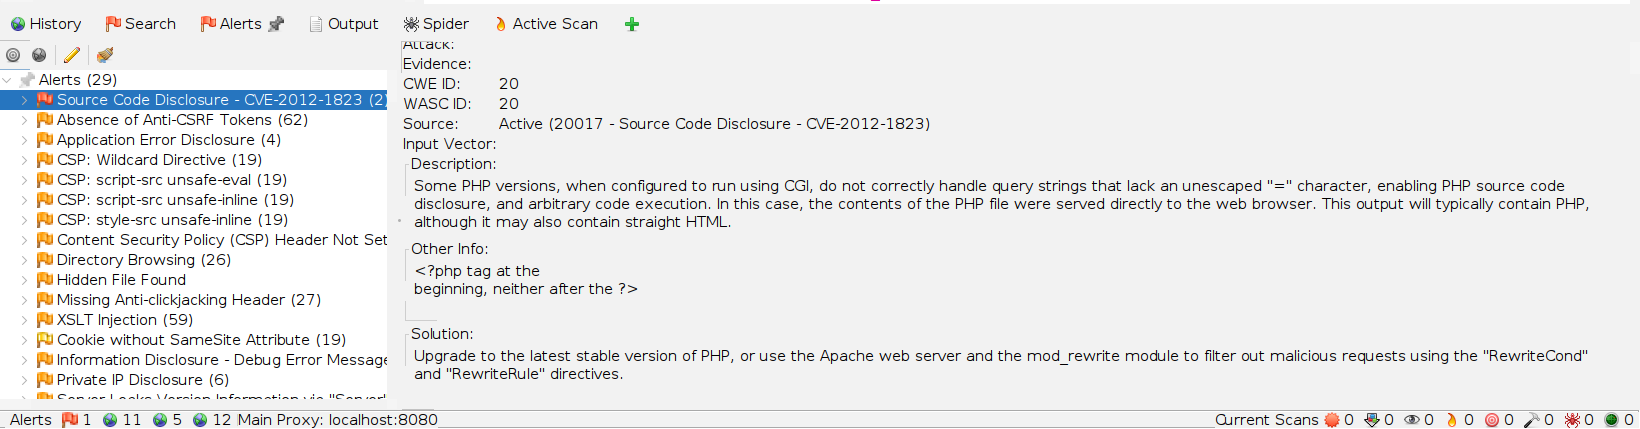 History Search Alerts Output Spider Active Scan
Attack:
Evidence:
CWE ID: 20
WASC ID: 20
Source: Active (20017 - Source Code Disclosure - CVE-2012-1823)
Input Vector:
Description:
Some PHP versions, when configured to run using CGI, do not correctly handle query strings that lack an unescaped "=" character, enabling PHP source code
disclosure, and arbitrary code execution. In this case, the contents of the PHP file were served directly to the web browser. This output will typically contain PHP,
although it may also contain straight HTML.
Other Info:
<?php tag at the
beginning, neither after the ?>
Solution:
Upgrade to the latest stable version of PHP, or use the Apache web server and the mod_rewrite module to filter out malicious requests using the "RewriteCond"
and "RewriteRule" directives.
Alerts (29)
Source Code Disclosure - CVE-2012-1823 (2)
Absence of Anti-CSRF Tokens (62)
Application Error Disclosure (4)
CSP: Wildcard Directive (19)
CSP: script-src unsafe-eval (19)
CSP: script-src unsafe-inline (19)
CSP: style-src unsafe-inline (19)
Content Security Policy (CSP) Header Not Set
Directory Browsing (26)
Hidden File Found
Missing Anti-clickjacking Header (27)
XSLT Injection (59)
Cookie without SameSite Attribute (19)
Information Disclosure - Debug Error Message
Private IP Disclosure (6)
Server Leaks Version Information via "Server"
Alerts 1 11 5 12 Main Proxy: localhost:8080
Current Scans 0 0 0 0 0 0 0 0